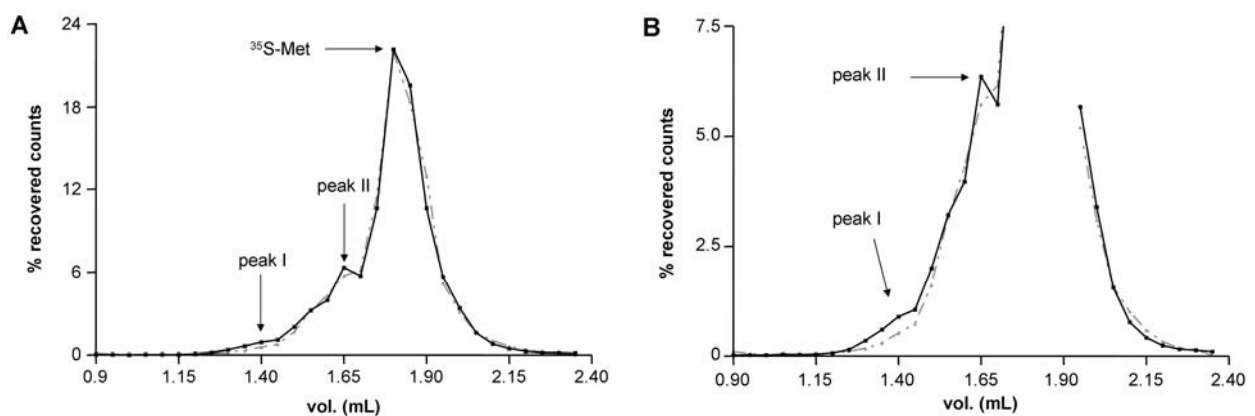 A
24
18
12
6
0
% recovered counts
³⁵S-Met
peak II
peak I
0.9 1.15 1.40 1.65 1.90 2.15 2.40
vol. (mL)
B
7.5
5.0
2.5
0
% recovered counts
peak II
peak I
0.90 1.15 1.40 1.65 1.90 2.15 2.40
vol. (mL)